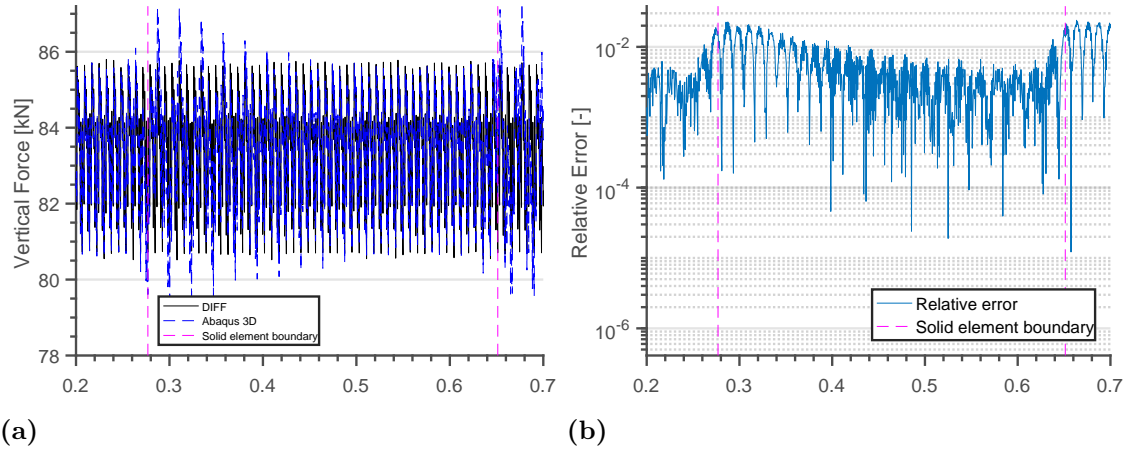 Vertical Force [kN]
86
84
82
80
78
0.2 0.3 0.4 0.5 0.6 0.7
DIFF
Abaqus 3D
Solid element boundary
(a)
Relative Error [-]
10^-2
10^-4
10^-6
0.2 0.3 0.4 0.5 0.6 0.7
Relative error
Solid element boundary
(b)